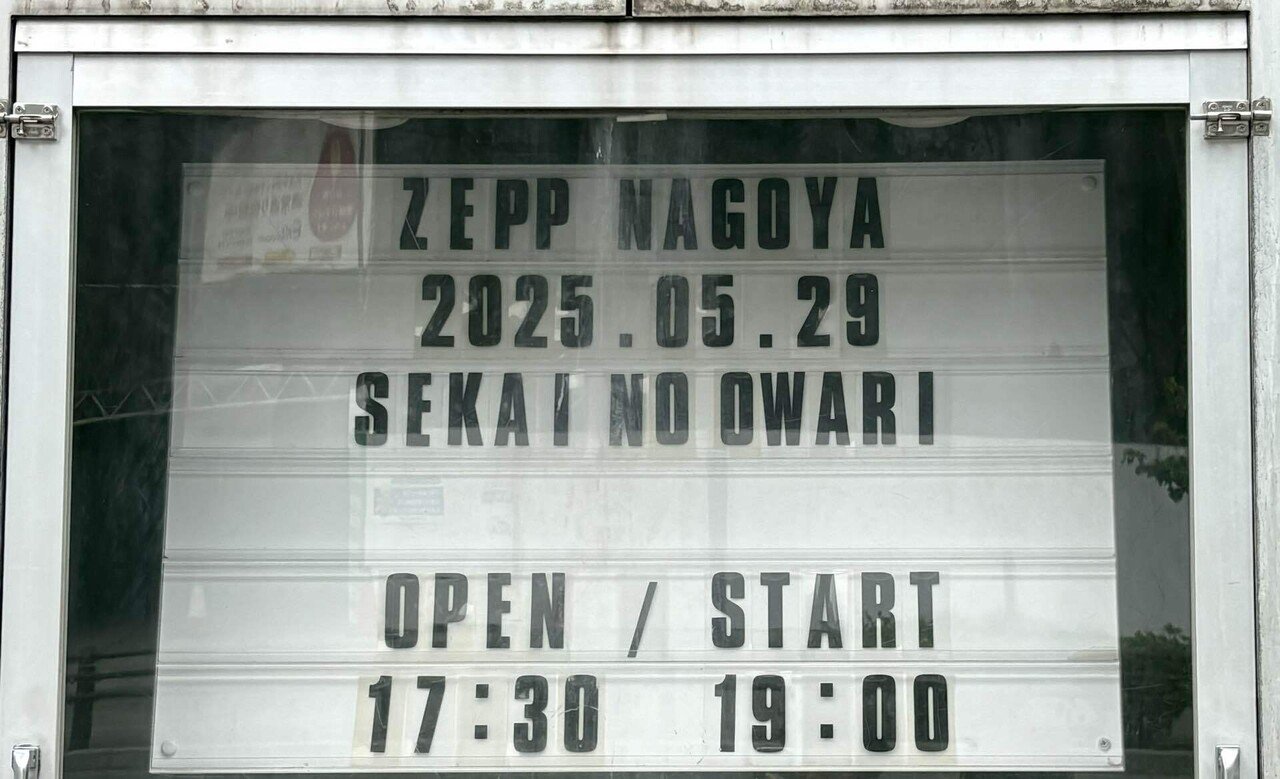 ZEPP NAGOYA
2025.05.29
SEKAI NO OWARI
OPEN / START
17:30 19:00